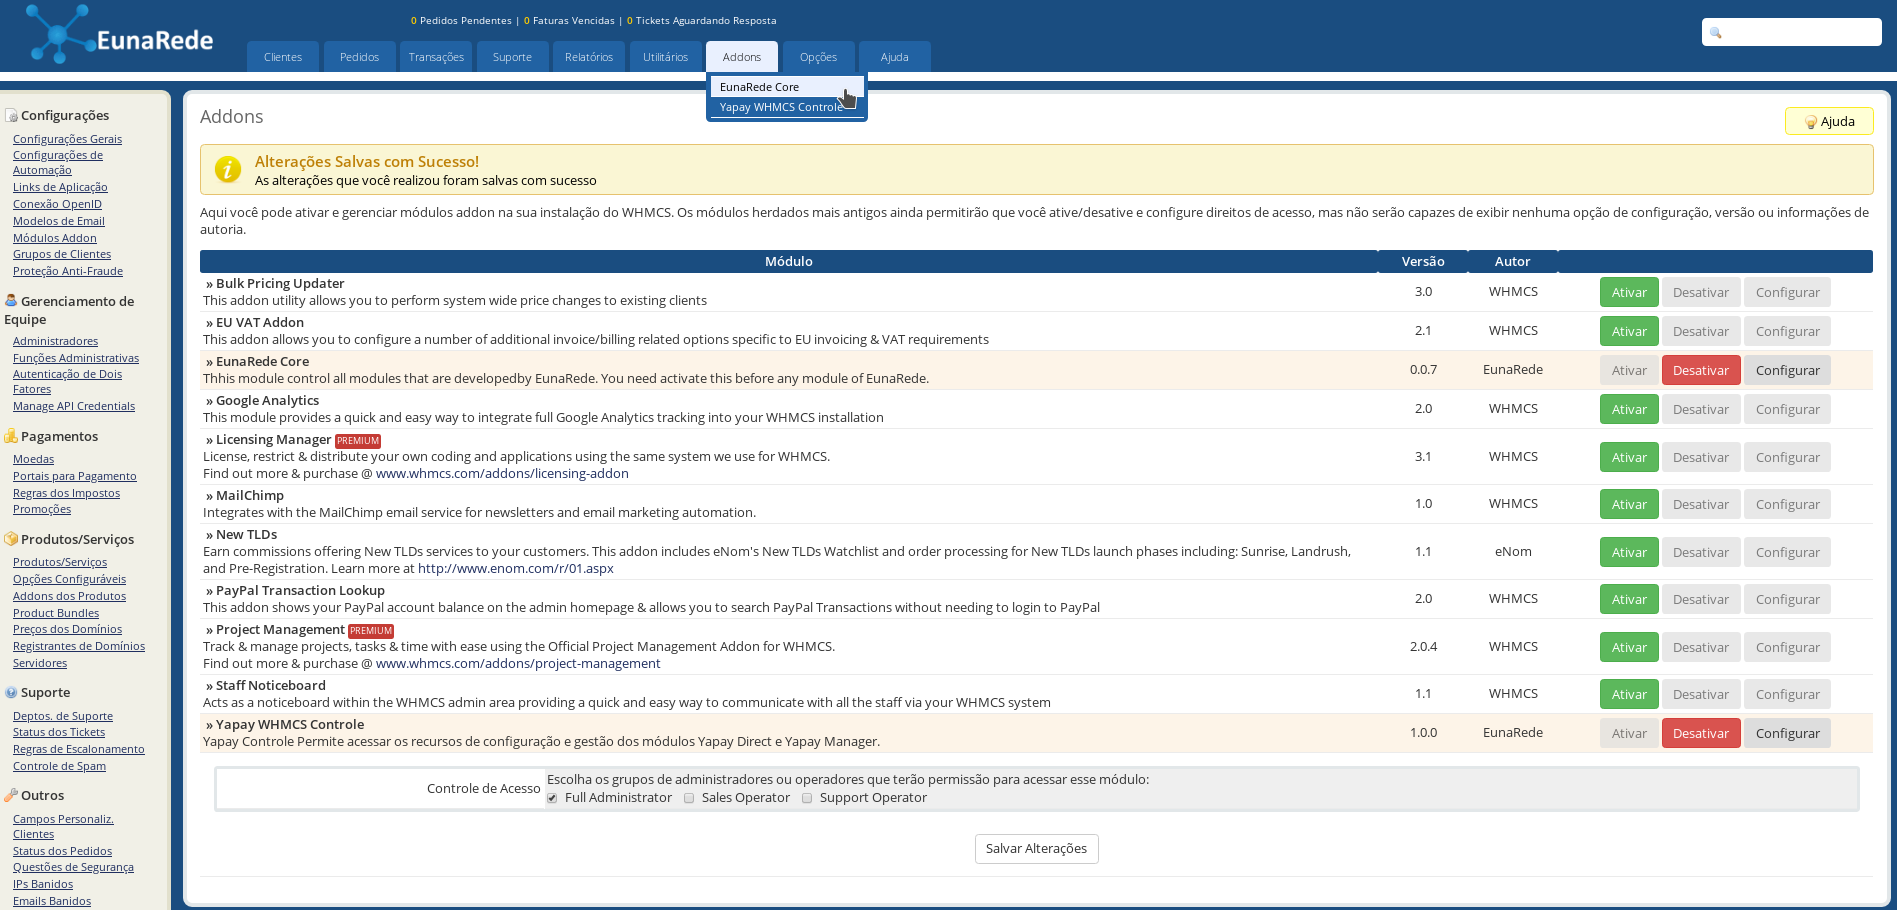 EunaRede
0 Pedidos Pendentes | 0 Faturas Vencidas | 0 Tickets Aguardando Resposta
Clientes Pedidos Transações Suporte Relatórios Utilitários Addons Opções Ajuda
EunaRede Core
Yapay WHMCS Controle
Configurações
Configurações Gerais
Configurações de
Automação
Links de Aplicação
Conexão OpenID
Modelos de Email
Módulos Addon
Grupos de Clientes
Proteção Anti-Fraude
Gerenciamento de
Equipe
Administradores
Funções Administrativas
Autenticação de Dois
Fatores
Manage API Credentials
Pagamentos
Moedas
Portais para Pagamento
Regras dos Impostos
Promoções
Produtos/Serviços
Produtos/Serviços
Opções Configuráveis
Addons dos Produtos
Product Bundles
Preços dos Domínios
Registrantes de Domínios
Servidores
Suporte
Deptos. de Suporte
Status dos Tickets
Regras de Escalonamento
Controle de Spam
Outros
Campos Personaliz.
Clientes
Status dos Pedidos
Questões de Segurança
IPs Banidos
Emails Banidos
Addons
Ajuda
Alterações Salvas com Sucesso!
As alterações que você realizou foram salvas com sucesso
Aqui você pode ativar e gerenciar módulos addon na sua instalação do WHMCS. Os módulos herdados mais antigos ainda permitirão que você ative/desative e configure direitos de acesso, mas não serão capazes de exibir nenhuma opção de configuração, versão ou informações de
autoria.
Módulo Versão Autor
» Bulk Pricing Updater
This addon utility allows you to perform system wide price changes to existing clients
3.0 WHMCS Ativar Desativar Configurar
» EU VAT Addon
This addon allows you to configure a number of additional invoice/billing related options specific to EU invoicing & VAT requirements
2.1 WHMCS Ativar Desativar Configurar
» EunaRede Core
Thhis module control all modules that are developedby EunaRede. You need activate this before any module of EunaRede.
0.0.7 EunaRede Ativar Desativar Configurar
» Google Analytics
This module provides a quick and easy way to integrate full Google Analytics tracking into your WHMCS installation
2.0 WHMCS Ativar Desativar Configurar
» Licensing Manager PREMIUM
License, restrict & distribute your own coding and applications using the same system we use for WHMCS.
Find out more & purchase @ www.whmcs.com/addons/licensing-addon
3.1 WHMCS Ativar Desativar Configurar
» MailChimp
Integrates with the MailChimp email service for newsletters and email marketing automation.
1.0 WHMCS Ativar Desativar Configurar
» New TLDs
Earn commissions offering New TLDs services to your customers. This addon includes eNom's New TLDs Watchlist and order processing for New TLDs launch phases including: Sunrise, Landrush,
and Pre-Registration. Learn more at http://www.enom.com/r/01.aspx
1.1 eNom Ativar Desativar Configurar
» PayPal Transaction Lookup
This addon shows your PayPal account balance on the admin homepage & allows you to search PayPal Transactions without needing to login to PayPal
2.0 WHMCS Ativar Desativar Configurar
» Project Management PREMIUM
Track & manage projects, tasks & time with ease using the Official Project Management Addon for WHMCS.
Find out more & purchase @ www.whmcs.com/addons/project-management
2.0.4 WHMCS Ativar Desativar Configurar
» Staff Noticeboard
Acts as a noticeboard within the WHMCS admin area providing a quick and easy way to communicate with all the staff via your WHMCS system
1.1 WHMCS Ativar Desativar Configurar
» Yapay WHMCS Controle
Yapay Controle Permite acessar os recursos de configuração e gestão dos módulos Yapay Direct e Yapay Manager.
1.0.0 EunaRede Ativar Desativar Configurar
Controle de Acesso
Escolha os grupos de administradores ou operadores que terão permissão para acessar esse módulo:
Full Administrator Sales Operator Support Operator
Salvar Alterações